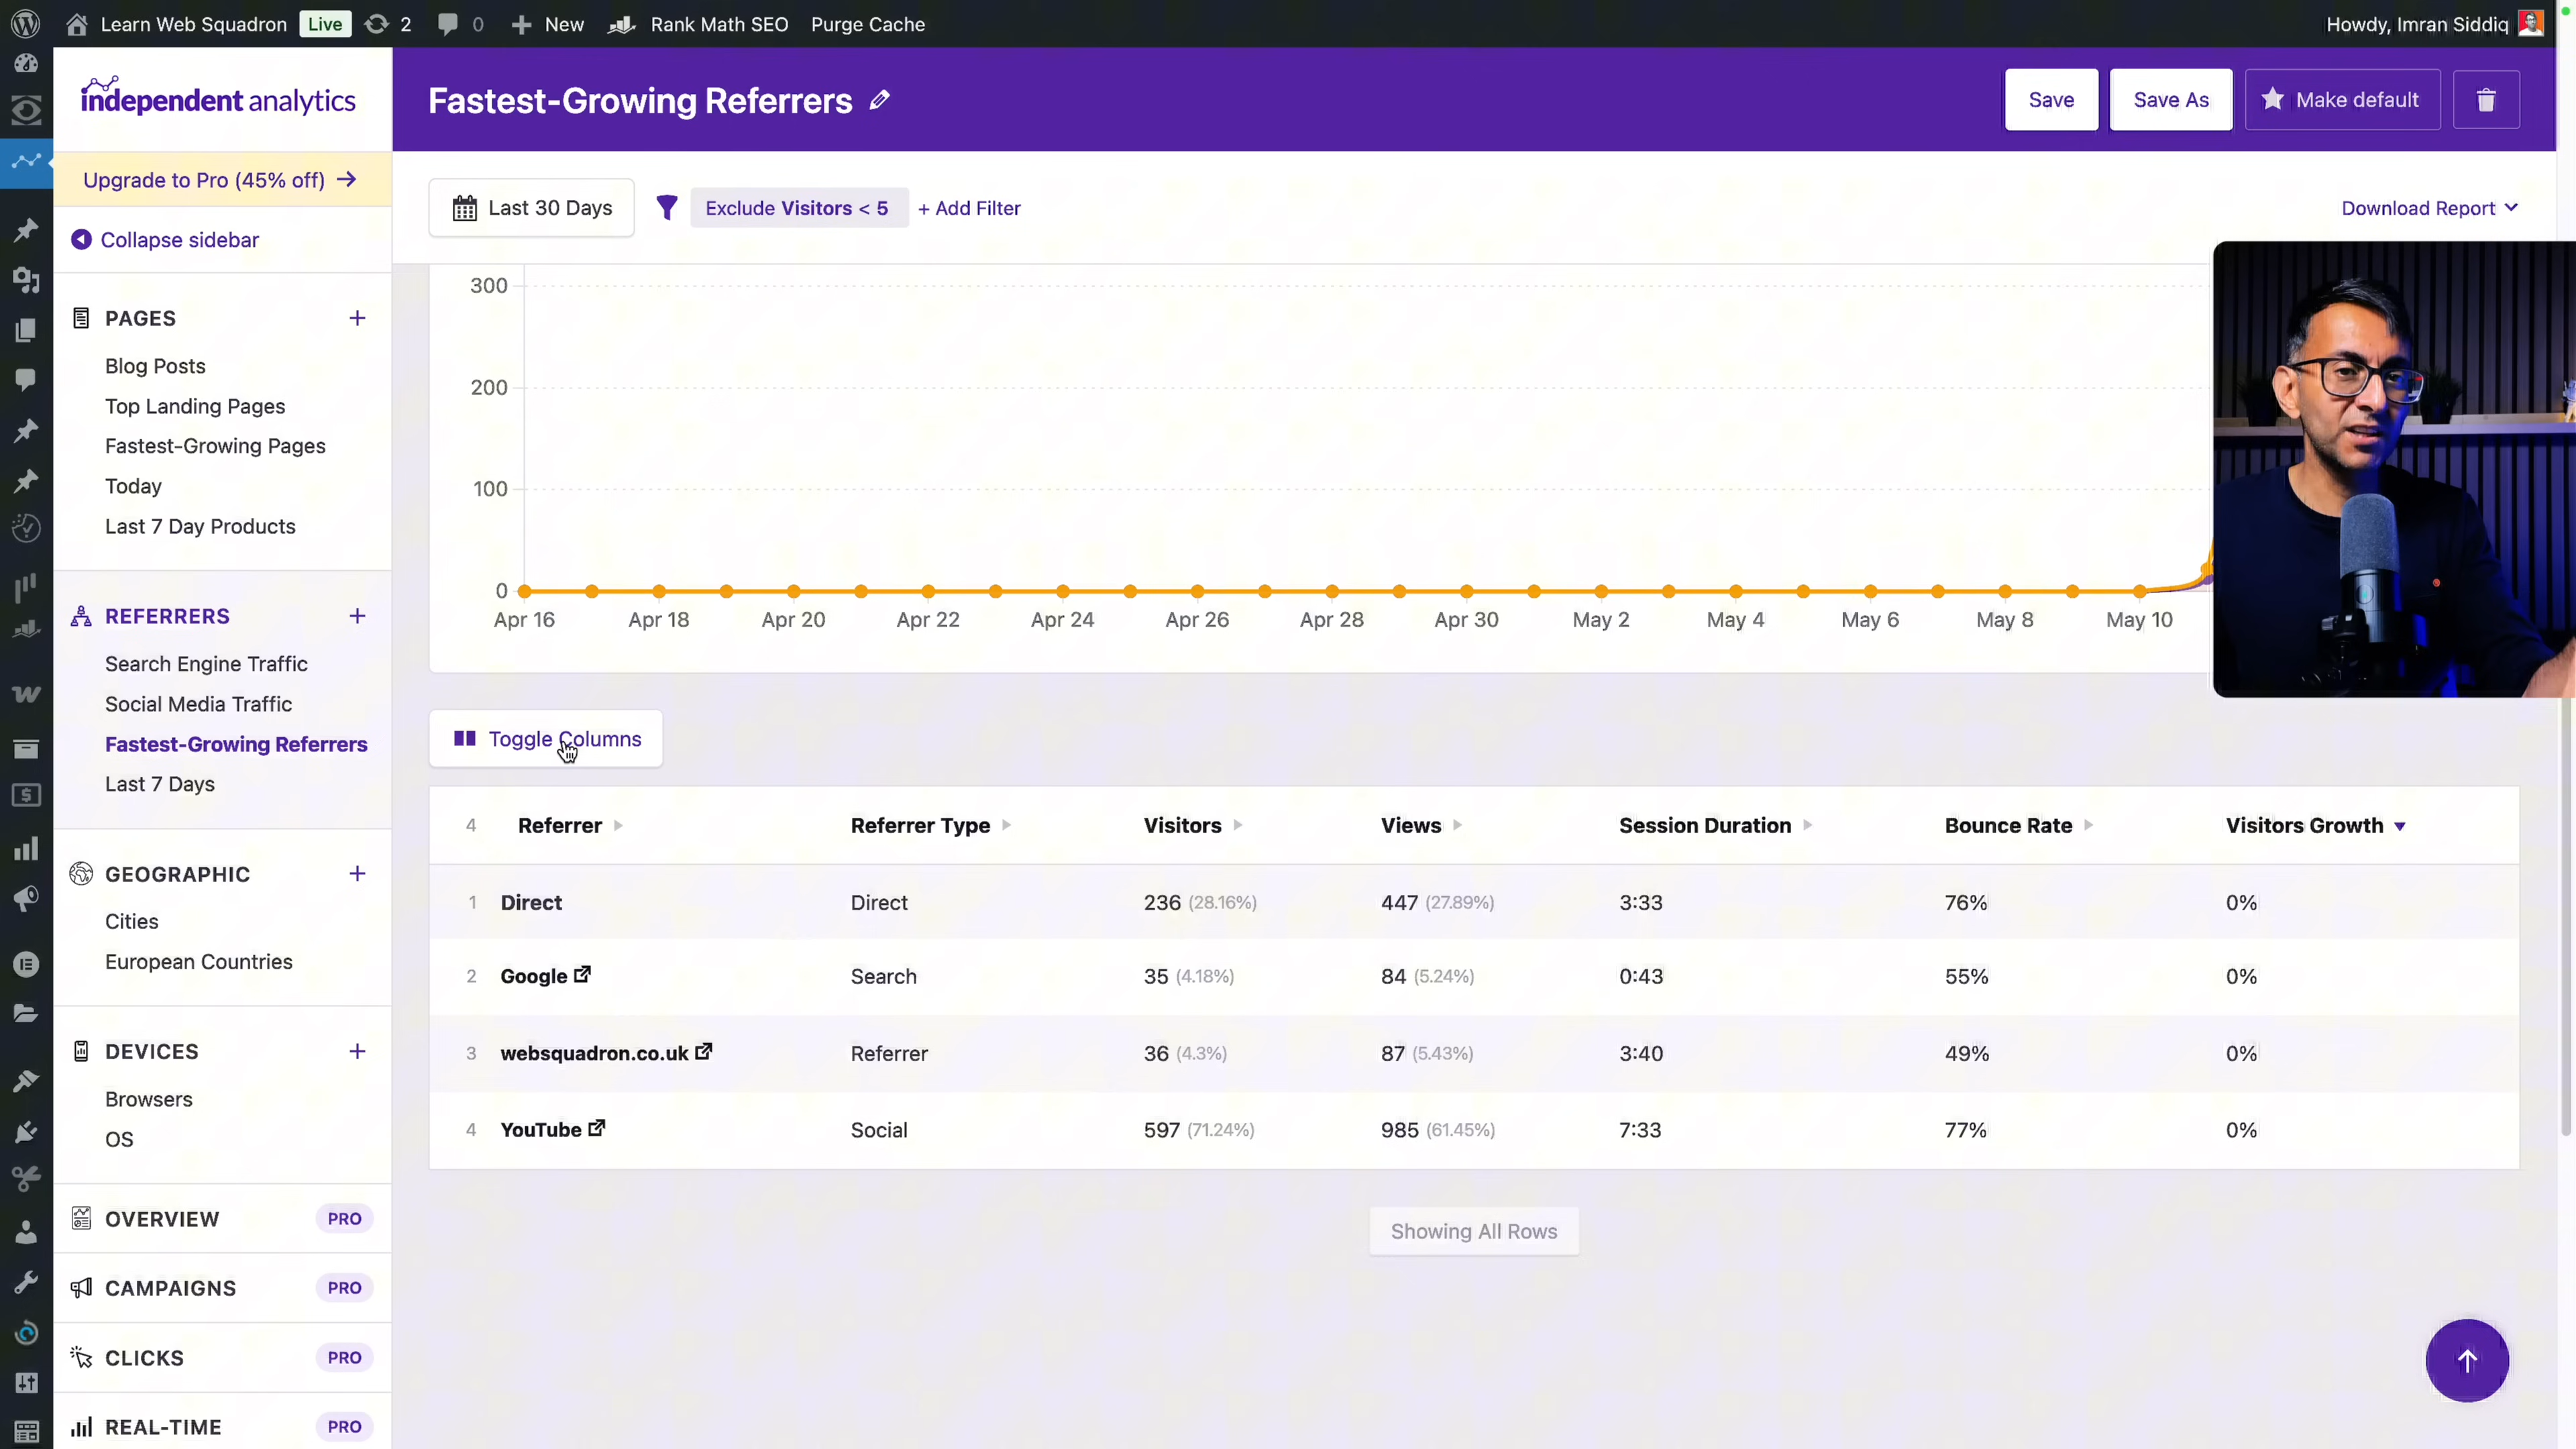 Learn Web Squadron Live 2 0 New Rank Math SEO Purge Cache Howdy, Imran Siddiq
independent analytics
Upgrade to Pro (45% off) →
Collapse sidebar
PAGES +
Blog Posts
Top Landing Pages
Fastest-Growing Pages
Today
Last 7 Day Products
REFERRERS +
Search Engine Traffic
Social Media Traffic
Fastest-Growing Referrers
Last 7 Days
GEOGRAPHIC +
Cities
European Countries
DEVICES +
Browsers
OS
OVERVIEW PRO
CAMPAIGNS PRO
CLICKS PRO
REAL-TIME PRO
Fastest-Growing Referrers
Save Save As Make default
Last 30 Days Exclude Visitors < 5 + Add Filter Download Report
300
200
100
0
Apr 16 Apr 18 Apr 20 Apr 22 Apr 24 Apr 26 Apr 28 Apr 30 May 2 May 4 May 6 May 8 May 10
Toggle Columns
4 Referrer Referrer Type Visitors Views Session Duration Bounce Rate Visitors Growth
1 Direct Direct 236 (28.16%) 447 (27.89%) 3:33 76% 0%
2 Google Search 35 (4.18%) 84 (5.24%) 0:43 55% 0%
3 websquadron.co.uk Referrer 36 (4.3%) 87 (5.43%) 3:40 49% 0%
4 YouTube Social 597 (71.24%) 985 (61.45%) 7:33 77% 0%
Showing All Rows